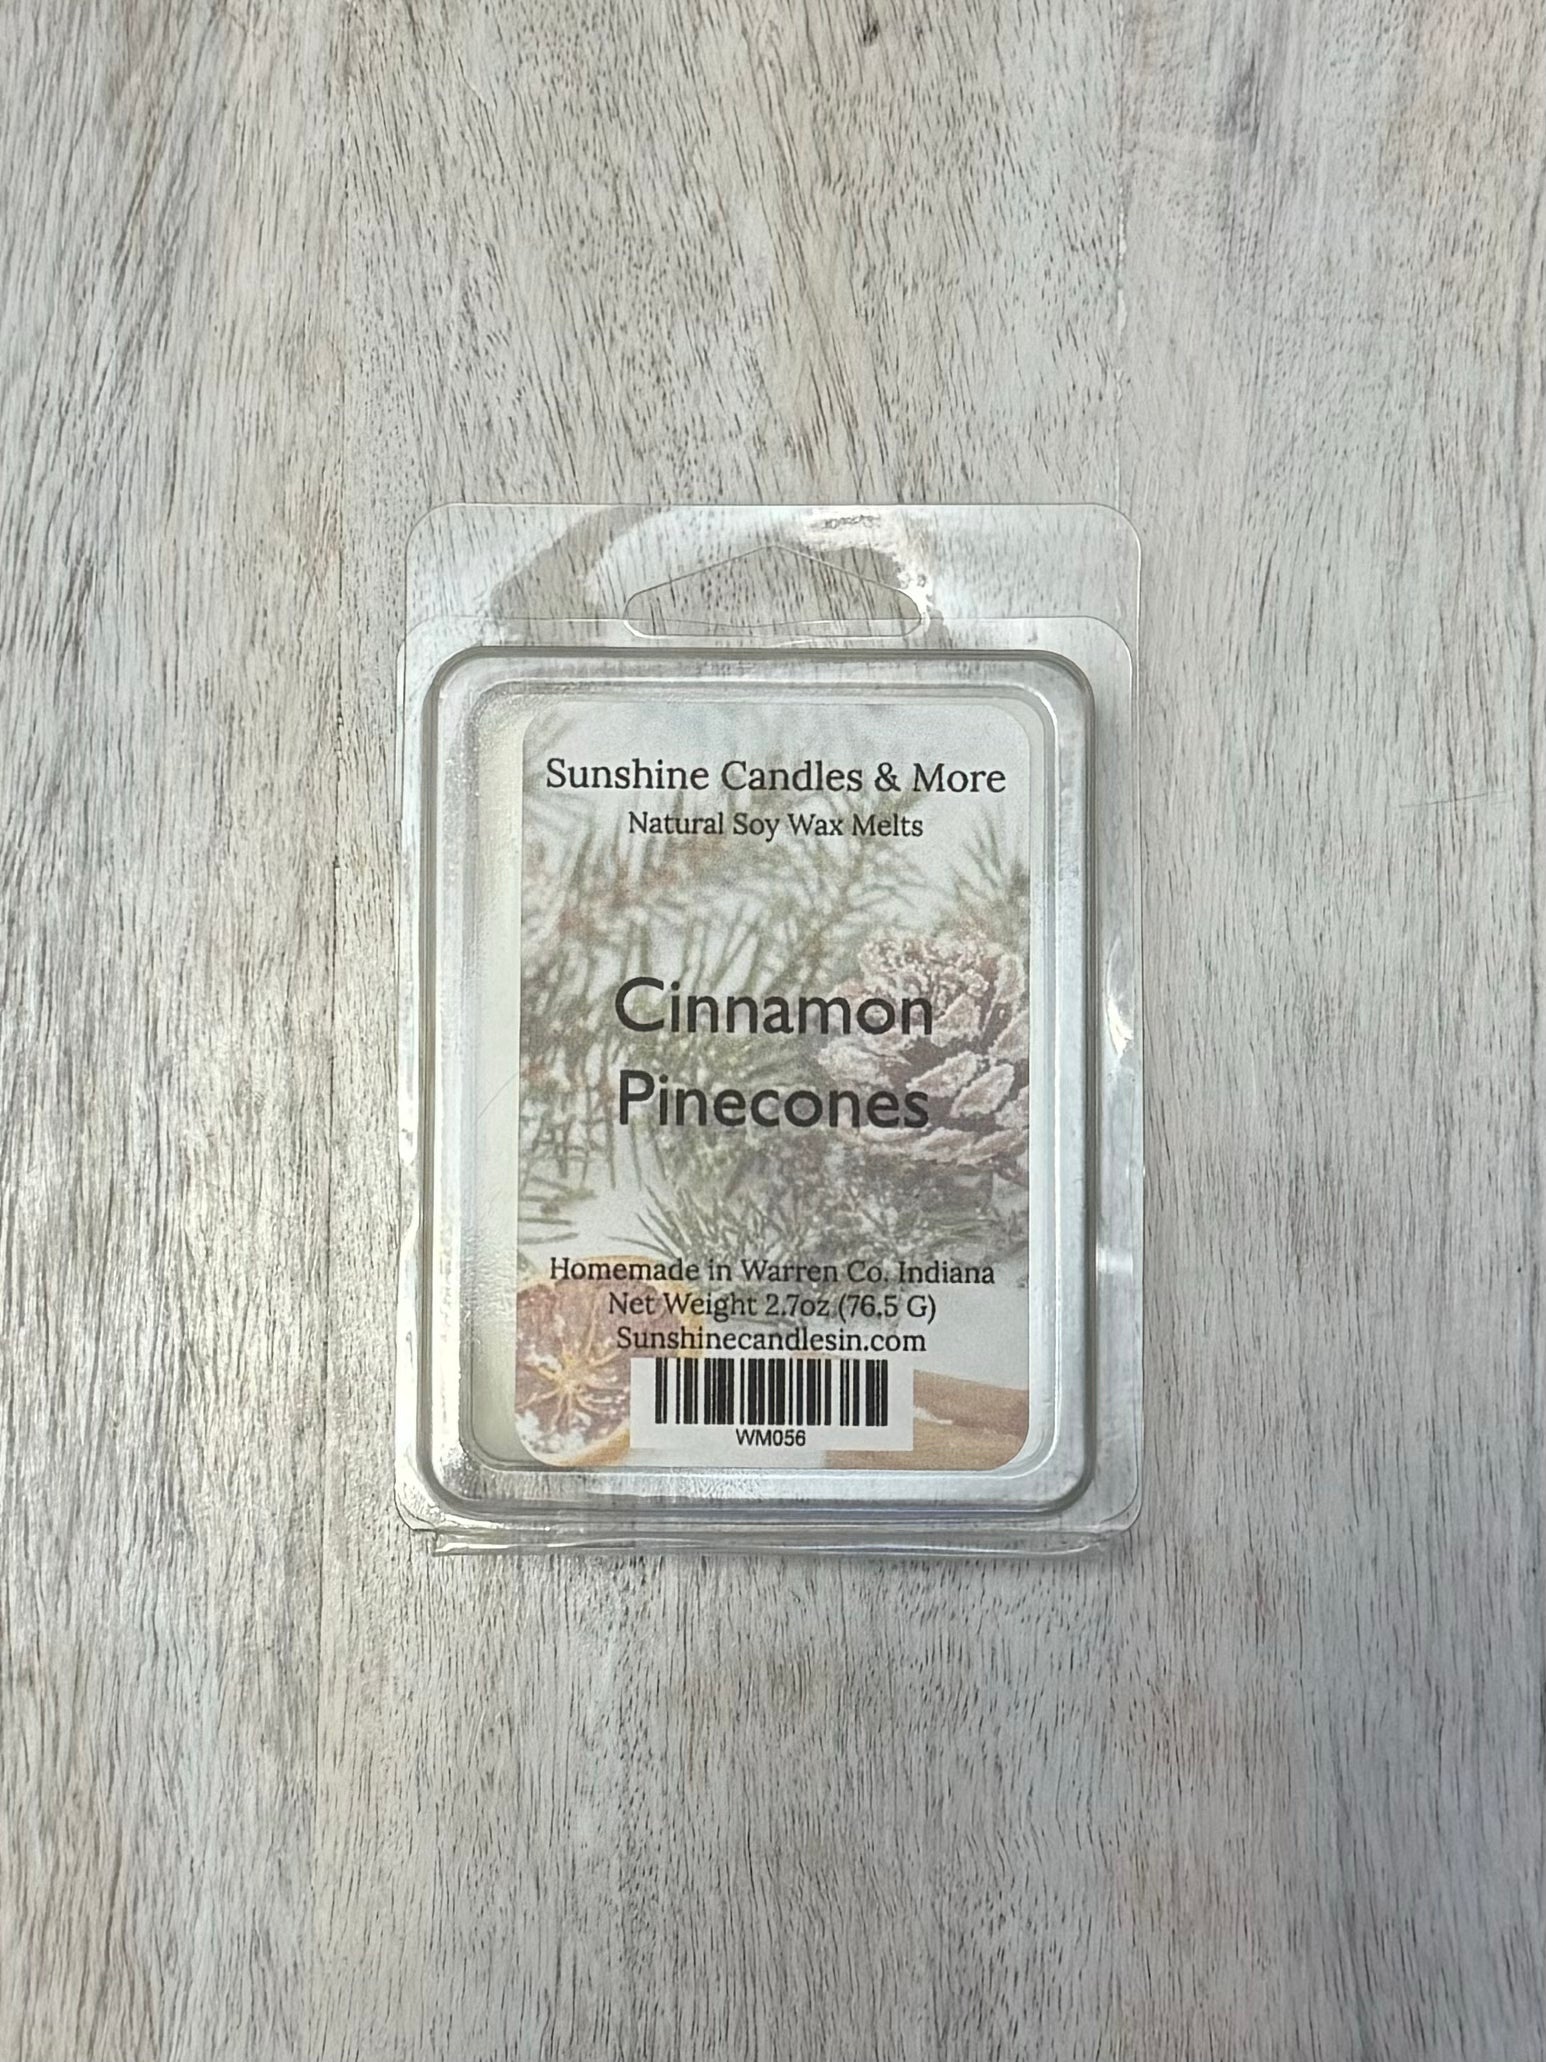 Sunshine Candles & More
Natural Soy Wax Melts
Cinnamon
Pinecones
Homemade in Warren Co. Indiana
Net Weight 2.7oz (76.5 G)
Sunshinecandlesin.com
WM056